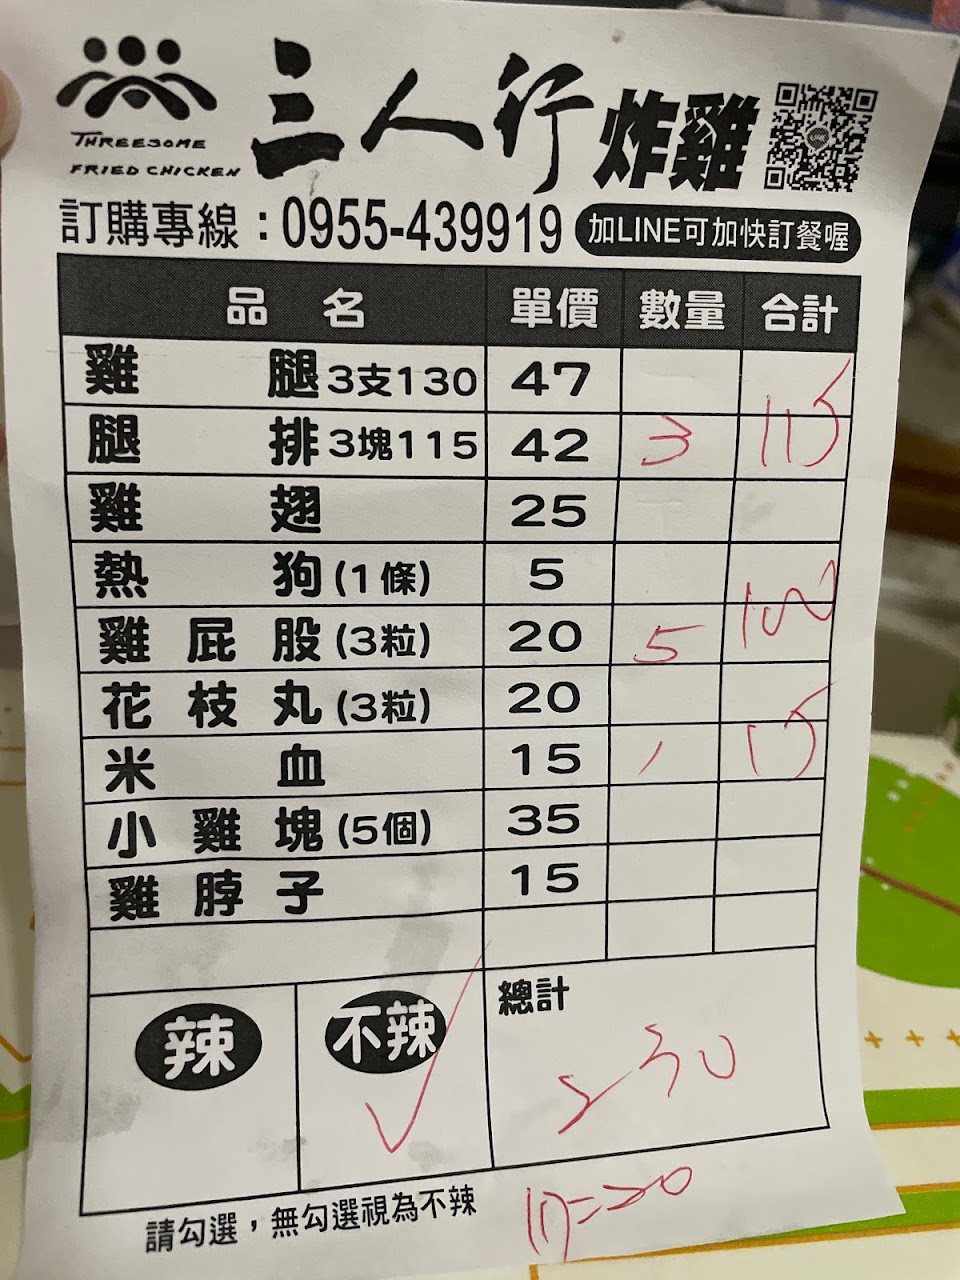 三人行炸雞
THREESOME
FRIED CHICKEN
LINE
訂購專線：0955-439919 加LINE可加快訂餐喔
品名 單價 數量 合計
雞腿3支130 47
腿排3塊115 42 3 115
雞翅 25
熱狗(1條) 5
雞屁股(3粒) 20 5 100
花枝丸(3粒) 20
米血 15 1 15
小雞塊(5個) 35
雞脖子 15
辣 不辣 總計
230
請勾選，無勾選視為不辣